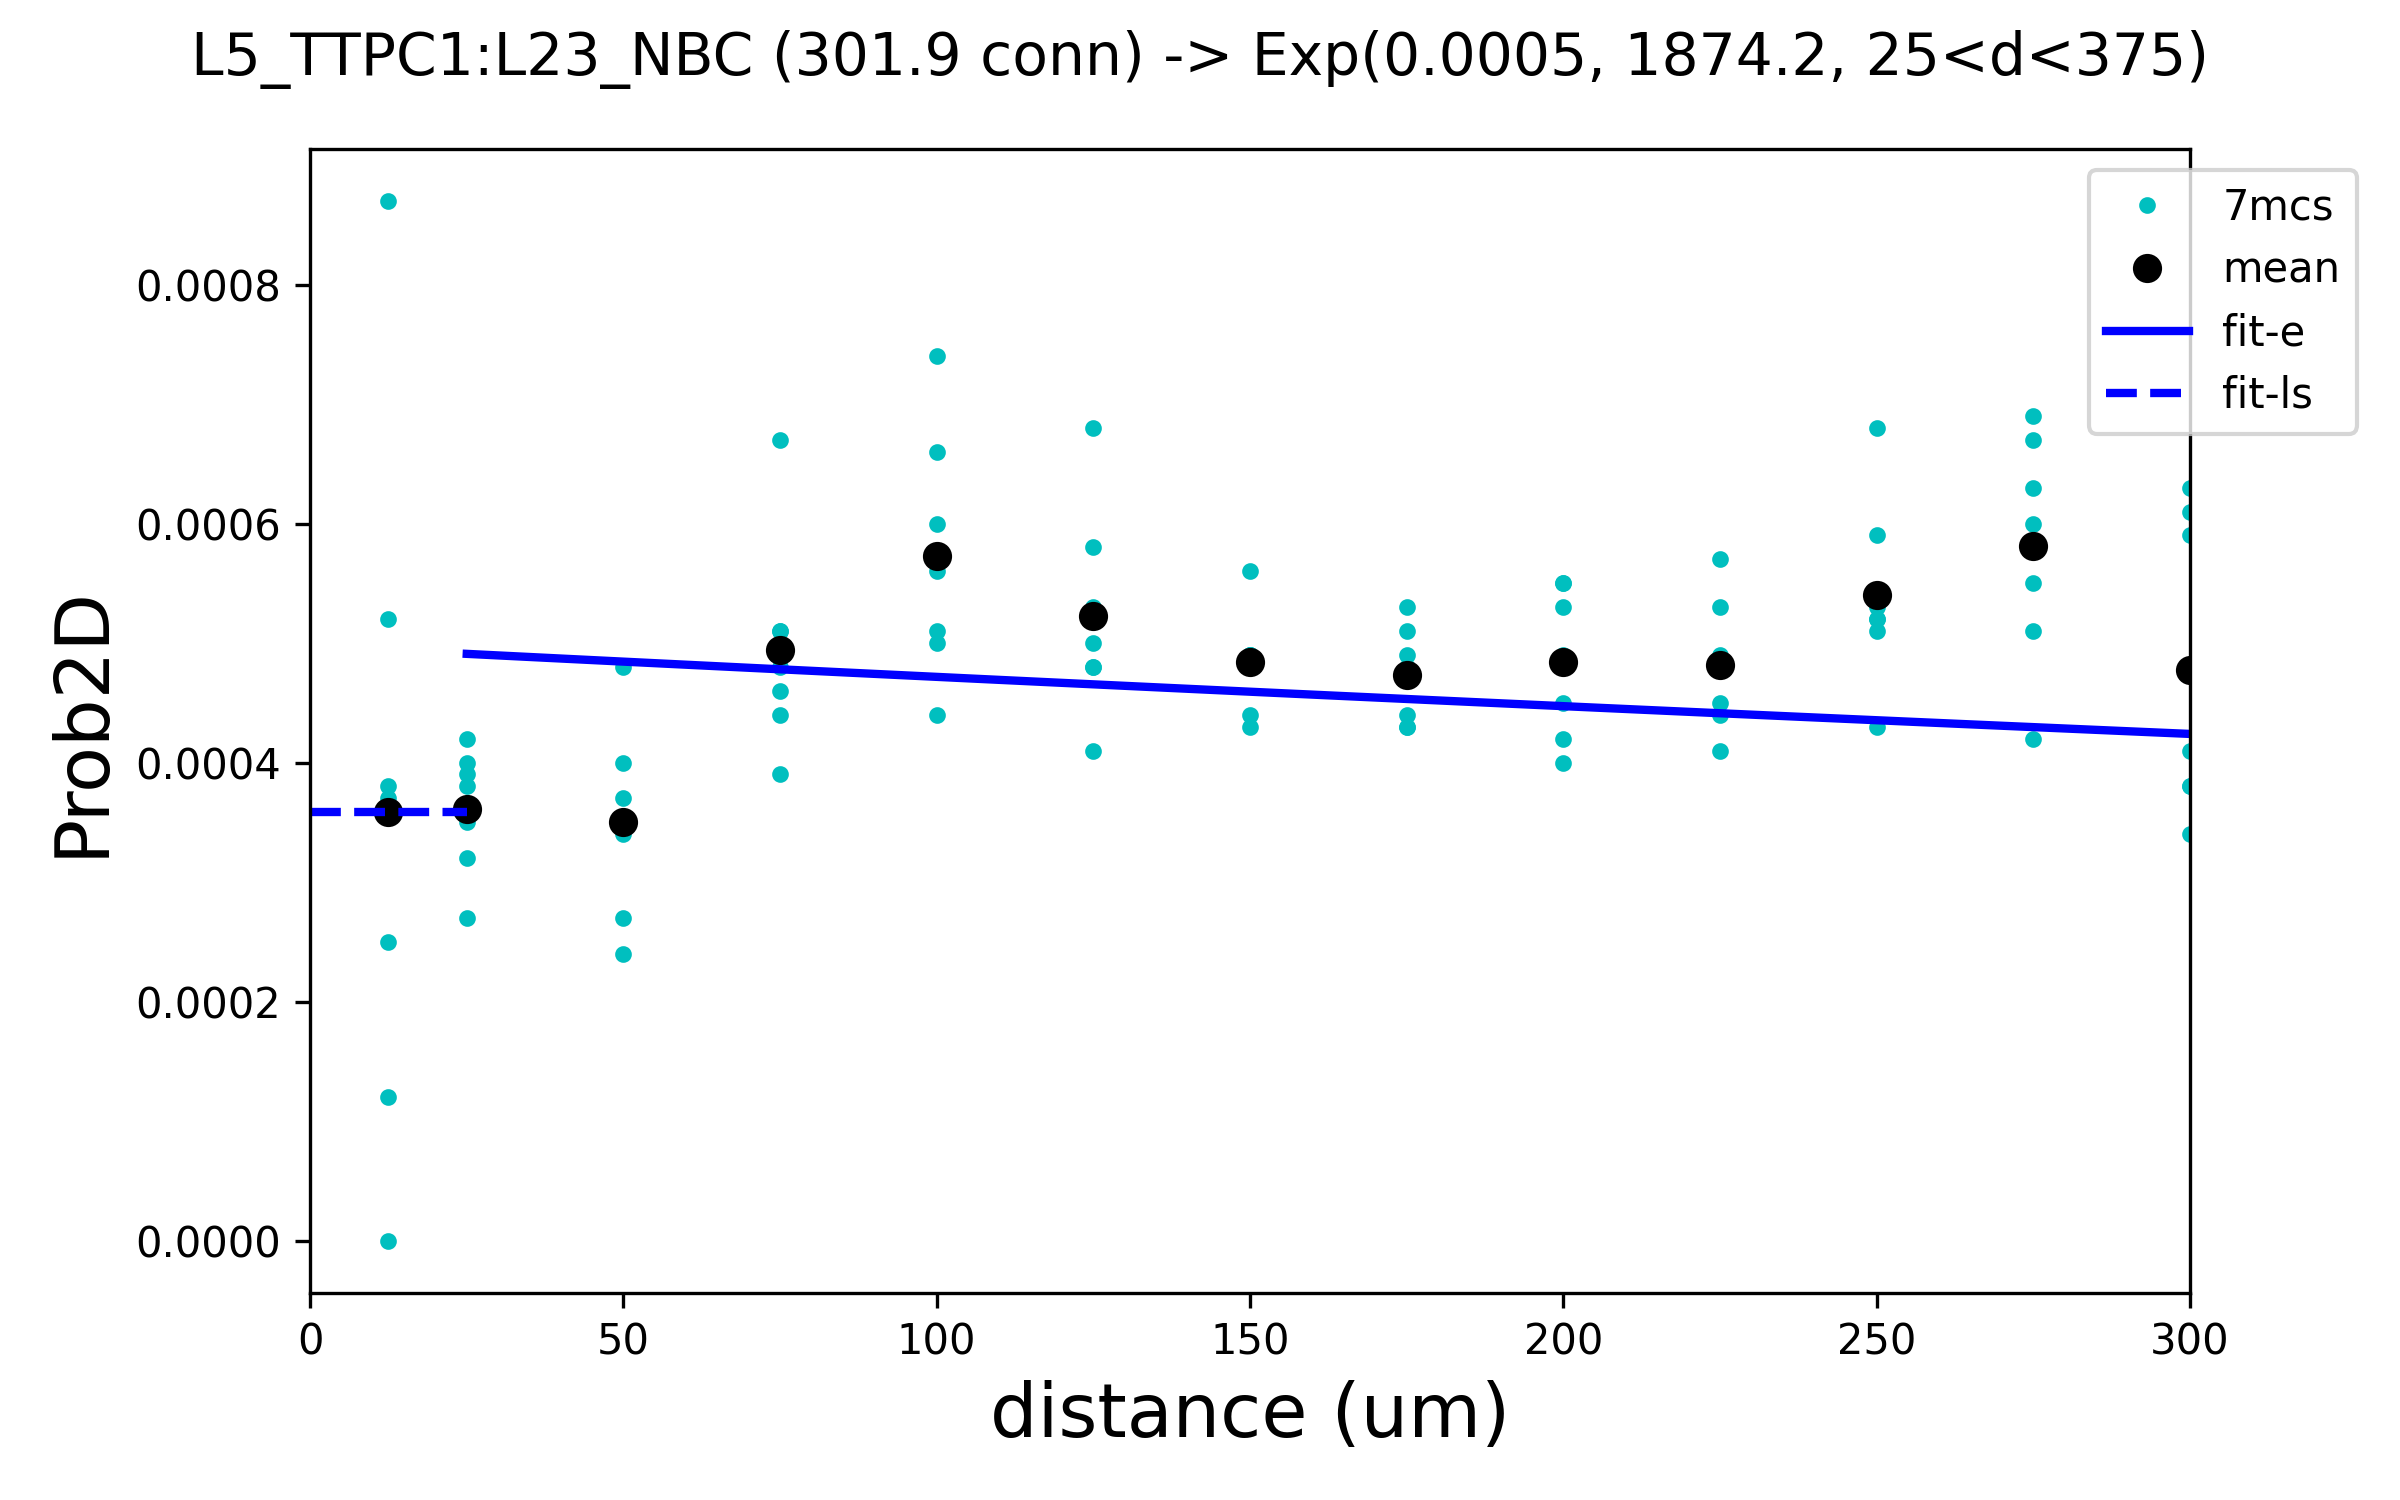 L5_TTPC1:L23_NBC (301.9 conn) -> Exp(0.0005, 1874.2, 25<d<375)
7mcs
mean
fit-e
fit-ls
Prob2D
0.0008
0.0006
0.0004
0.0002
0.0000
0 50 100 150 200 250 300
distance (um)